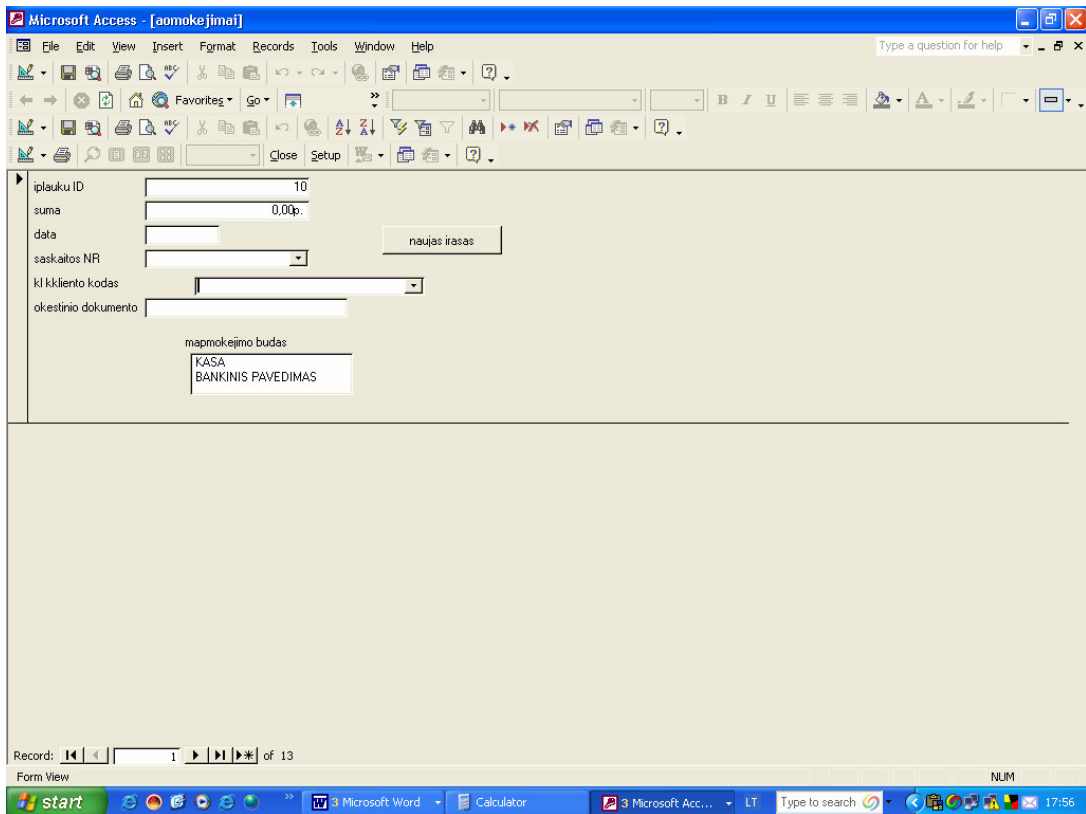 Microsoft Access - [aomokejimai]
File Edit View Insert Format Records Tools Window Help Type a question for help
Favorites Go B I U
Close Setup
iplauku ID 10
suma 0,00p.
data
naujas irasas
saskaitos NR
kl kkliento kodas
okestinio dokumento
mapmokejimo budas
KASA
BANKINIS PAVEDIMAS
Record: 1 of 13
Form View NUM
start 3 Microsoft Word Calculator 3 Microsoft Acc... LT Type to search 17:56